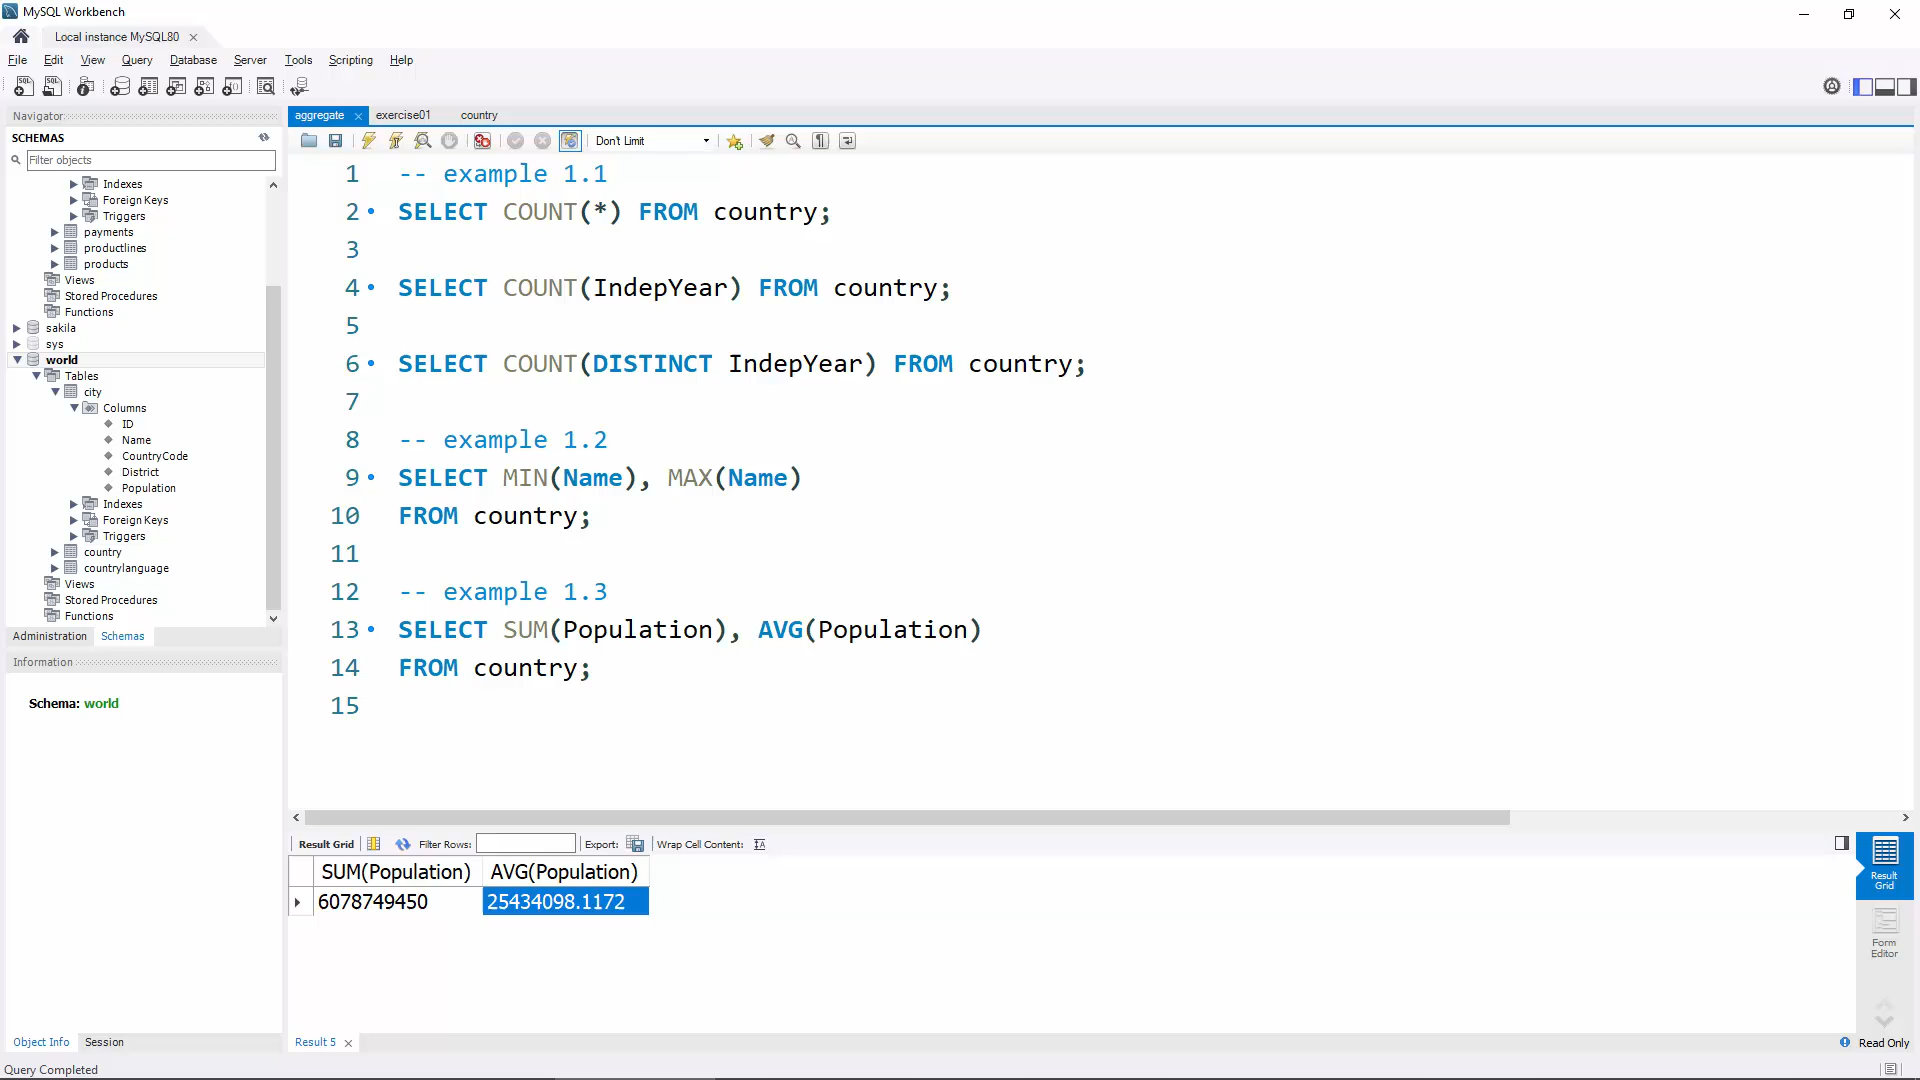 MySQL Workbench
Local instance MySQL80
File Edit View Query Database Server Tools Scripting Help
Navigator
SCHEMAS
Filter objects
Indexes
Foreign Keys
Triggers
payments
productlines
products
Views
Stored Procedures
Functions
sakila
sys
world
Tables
city
Columns
ID
Name
CountryCode
District
Population
Indexes
Foreign Keys
Triggers
country
countrylanguage
Views
Stored Procedures
Functions
Administration Schemas
Information
Schema: world
Object Info Session
Query Completed
aggregate exercise01 country
Don't Limit
1 -- example 1.1
2 SELECT COUNT(*) FROM country;
3
4 SELECT COUNT(IndepYear) FROM country;
5
6 SELECT COUNT(DISTINCT IndepYear) FROM country;
7
8 -- example 1.2
9 SELECT MIN(Name), MAX(Name)
10 FROM country;
11
12 -- example 1.3
13 SELECT SUM(Population), AVG(Population)
14 FROM country;
15
Result Grid Filter Rows: Export: Wrap Cell Content:
SUM(Population) AVG(Population)
6078749450 25434098.1172
Result
Grid
Form
Editor
Result 5
Read Only